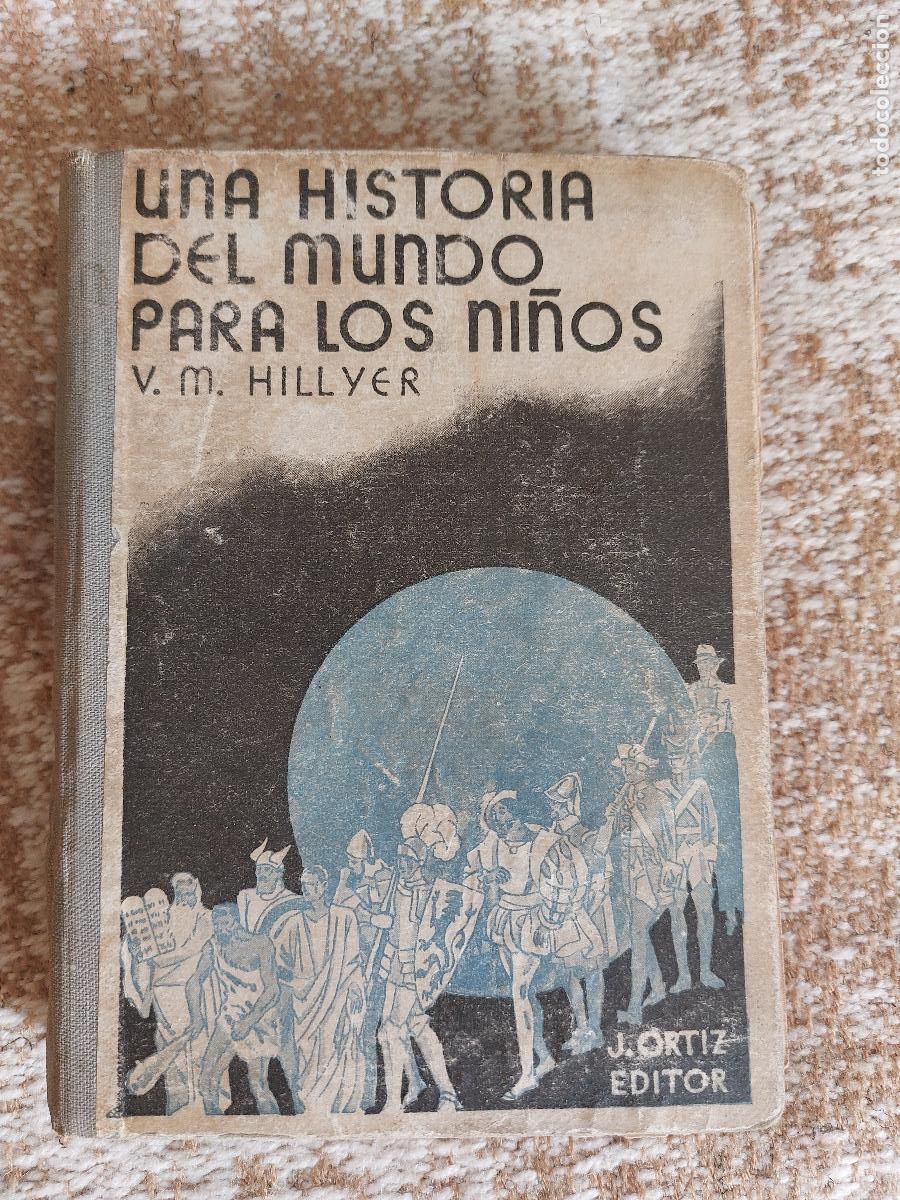 UNA HISTORIA
DEL MUNDO
PARA LOS NIÑOS
V. M. HILLYER
J. ORTIZ
EDITOR
todocoleccion